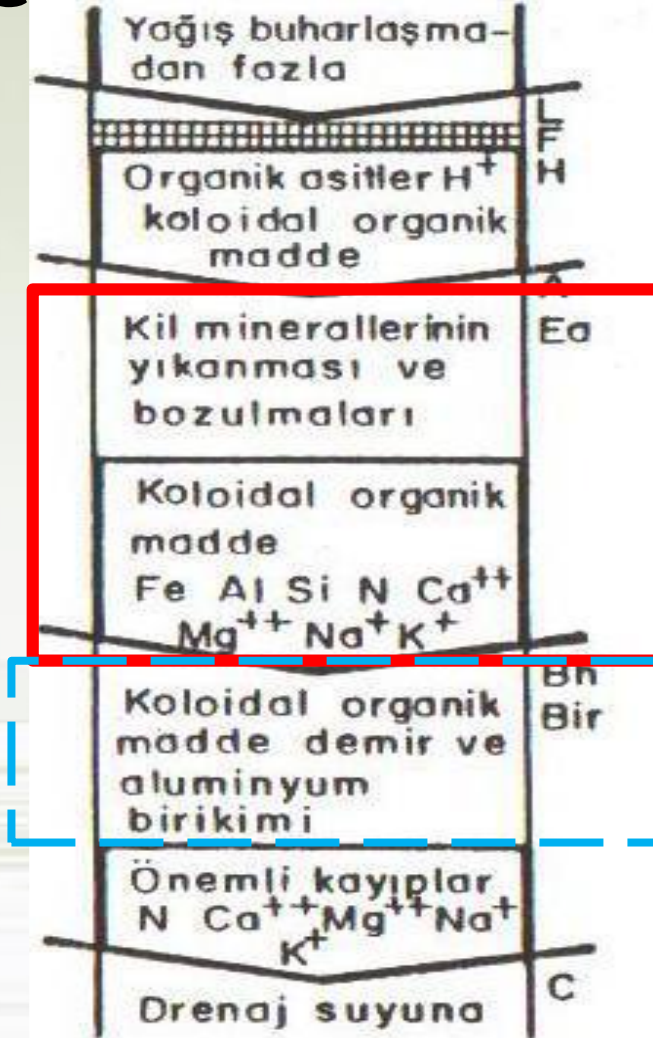 Yağış buharlaşma-
dan fazla
L
F
H
Organik asitler H⁺
koloidal organik
madde
A
Ea
Kil minerallerinin
yıkanması ve
bozulmaları
Koloidal organik
madde
Fe Al Si N Ca⁺⁺
Mg⁺⁺ Na⁺ K⁺
Bh
Bir
Koloidal organik
madde demir ve
aluminyum
birikimi
Önemli kayıplar
N Ca⁺⁺Mg⁺⁺Na⁺
K⁺
C
Drenaj suyuna